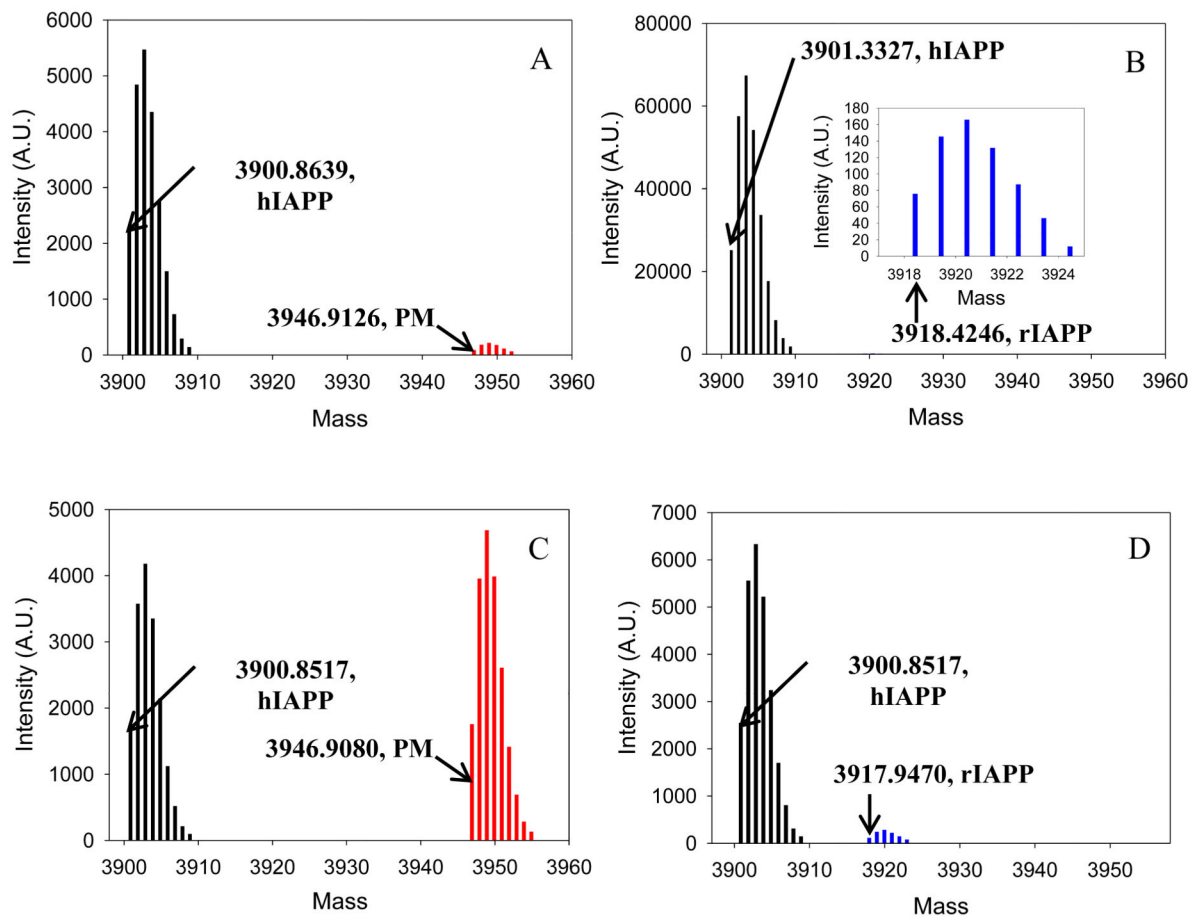 A
6000
5000
4000
3000
2000
1000
0
Intensity (A.U.)
3900.8639,
hIAPP
3946.9126, PM
3900 3910 3920 3930 3940 3950 3960
Mass
B
80000
60000
40000
20000
0
Intensity (A.U.)
3901.3327, hIAPP
180
160
140
120
100
80
60
40
20
0
Intensity (A.U.)
3918 3920 3922 3924
Mass
3918.4246, rIAPP
3900 3910 3920 3930 3940 3950 3960
Mass
C
5000
4000
3000
2000
1000
0
Intensity (A.U.)
3900.8517,
hIAPP
3946.9080, PM
3900 3910 3920 3930 3940 3950 3960
Mass
D
7000
6000
5000
4000
3000
2000
1000
0
Intensity (A.U.)
3900.8517,
hIAPP
3917.9470, rIAPP
3900 3910 3920 3930 3940 3950
Mass